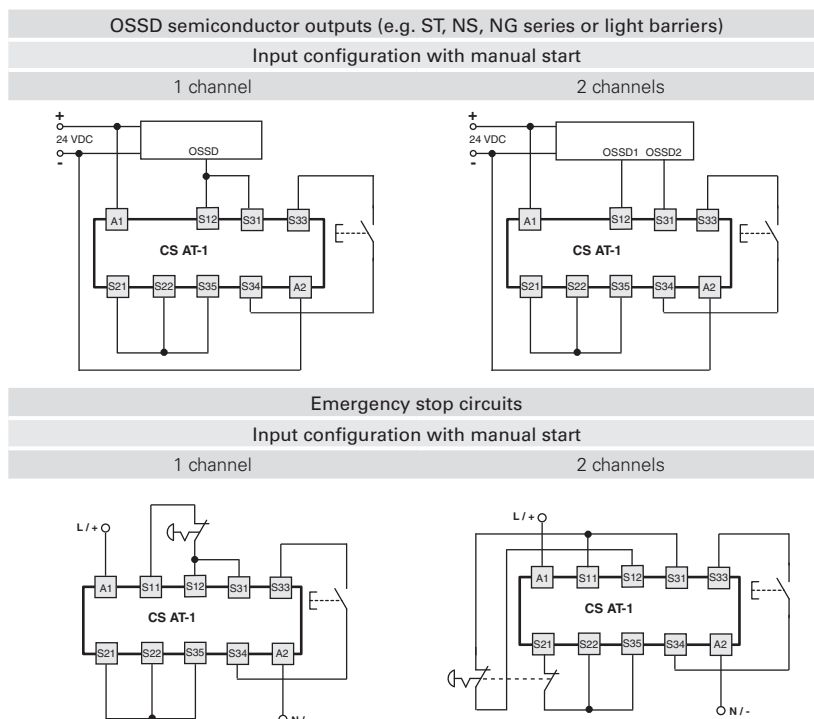 OSSD semiconductor outputs (e.g. ST, NS, NG series or light barriers)
Input configuration with manual start
1 channel 2 channels
+
24 VDC
-
OSSD
A1 S12 S31 S33
CS AT-1
S21 S22 S35 S34 A2
+
24 VDC
-
OSSD1 OSSD2
A1 S12 S31 S33
CS AT-1
S21 S22 S35 S34 A2
Emergency stop circuits
Input configuration with manual start
1 channel 2 channels
L / +
A1 S11 S12 S31 S33
CS AT-1
S21 S22 S35 S34 A2
N /
L / +
A1 S11 S12 S31 S33
CS AT-1
S21 S22 S35 S34 A2
N / -